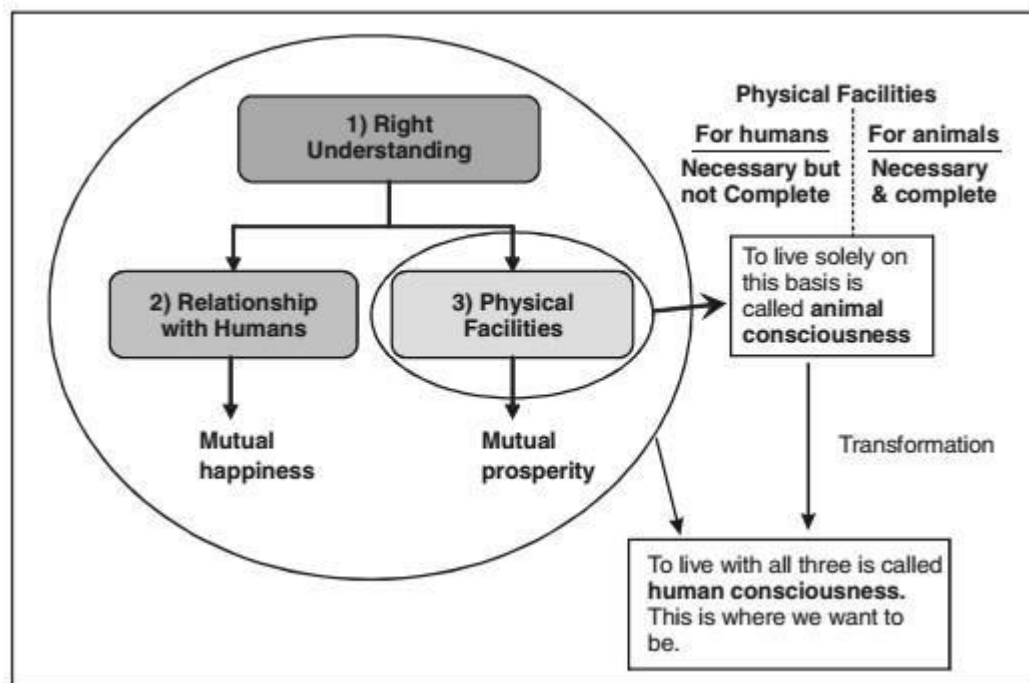 1) Right
Understanding
2) Relationship
with Humans
3) Physical
Facilities
Mutual
happiness
Mutual
prosperity
Physical Facilities
For humans
Necessary but
not Complete
For animals
Necessary
& complete
To live solely on
this basis is
called animal
consciousness
Transformation
To live with all three is called
human consciousness.
This is where we want to
be.